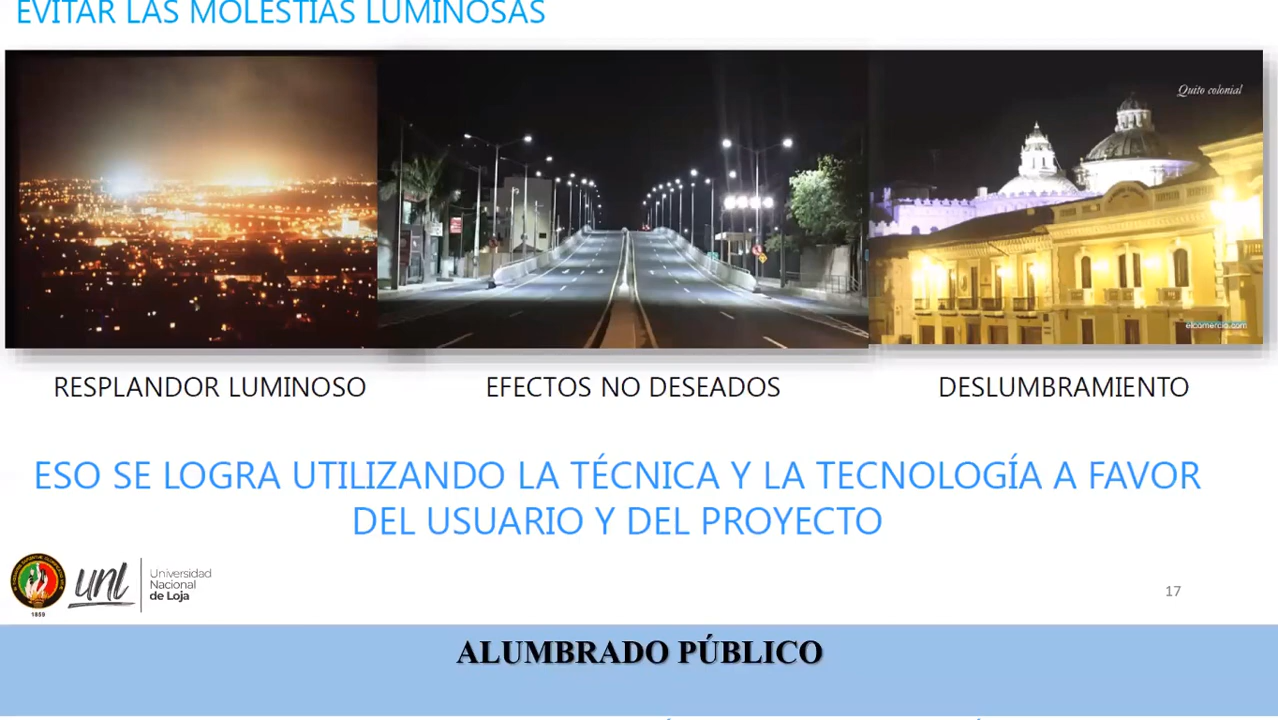 EVITAR LAS MOLESTIAS LUMINOSAS
Quito colonial
elcomercio.com
RESPLANDOR LUMINOSO
EFECTOS NO DESEADOS
DESLUMBRAMIENTO
ESO SE LOGRA UTILIZANDO LA TÉCNICA Y LA TECNOLOGÍA A FAVOR
DEL USUARIO Y DEL PROYECTO
1859
unl
Universidad
Nacional
de Loja
17
ALUMBRADO PÚBLICO